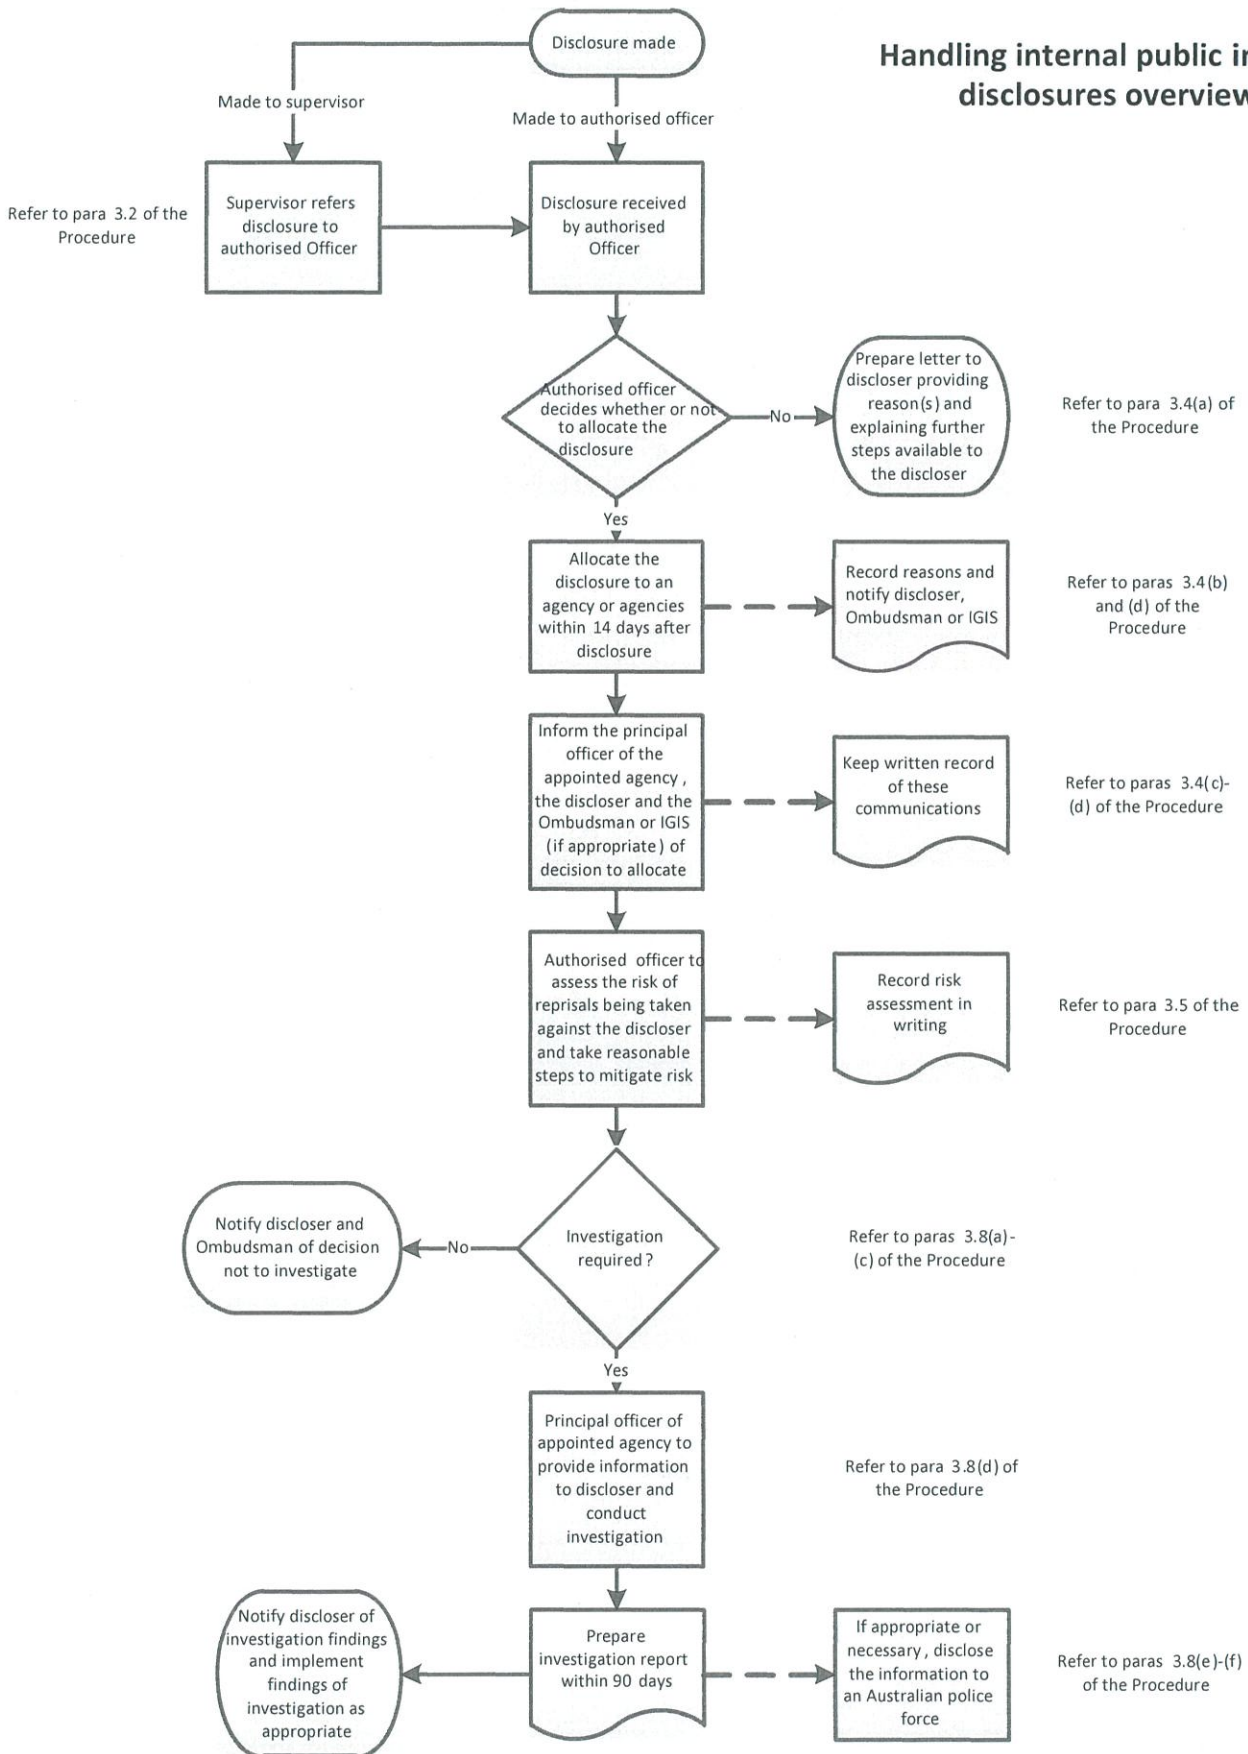 Handling internal public in
disclosures overview
Disclosure made
Made to supervisor
Made to authorised officer
Refer to para 3.2 of the
Procedure
Supervisor refers
disclosure to
authorised Officer
Disclosure received
by authorised
Officer
Authorised officer
decides whether or not
to allocate the
disclosure
No
Prepare letter to
discloser providing
reason(s) and
explaining further
steps available to
the discloser
Refer to para 3.4(a) of
the Procedure
Yes
Allocate the
disclosure to an
agency or agencies
within 14 days after
disclosure
Record reasons and
notify discloser,
Ombudsman or IGIS
Refer to paras 3.4(b)
and (d) of the
Procedure
Inform the principal
officer of the
appointed agency,
the discloser and the
Ombudsman or IGIS
(if appropriate) of
decision to allocate
Keep written record
of these
communications
Refer to paras 3.4(c)-
(d) of the Procedure
Authorised officer to
assess the risk of
reprisals being taken
against the discloser
and take reasonable
steps to mitigate risk
Record risk
assessment in
writing
Refer to para 3.5 of the
Procedure
Notify discloser and
Ombudsman of decision
not to investigate
No
Investigation
required?
Refer to paras 3.8(a)-
(c) of the Procedure
Yes
Principal officer of
appointed agency to
provide information
to discloser and
conduct
investigation
Refer to para 3.8(d) of
the Procedure
Notify discloser of
investigation findings
and implement
findings of
investigation as
appropriate
Prepare
investigation report
within 90 days
If appropriate or
necessary, disclose
the information to
an Australian police
force
Refer to paras 3.8(e)-(f)
of the Procedure